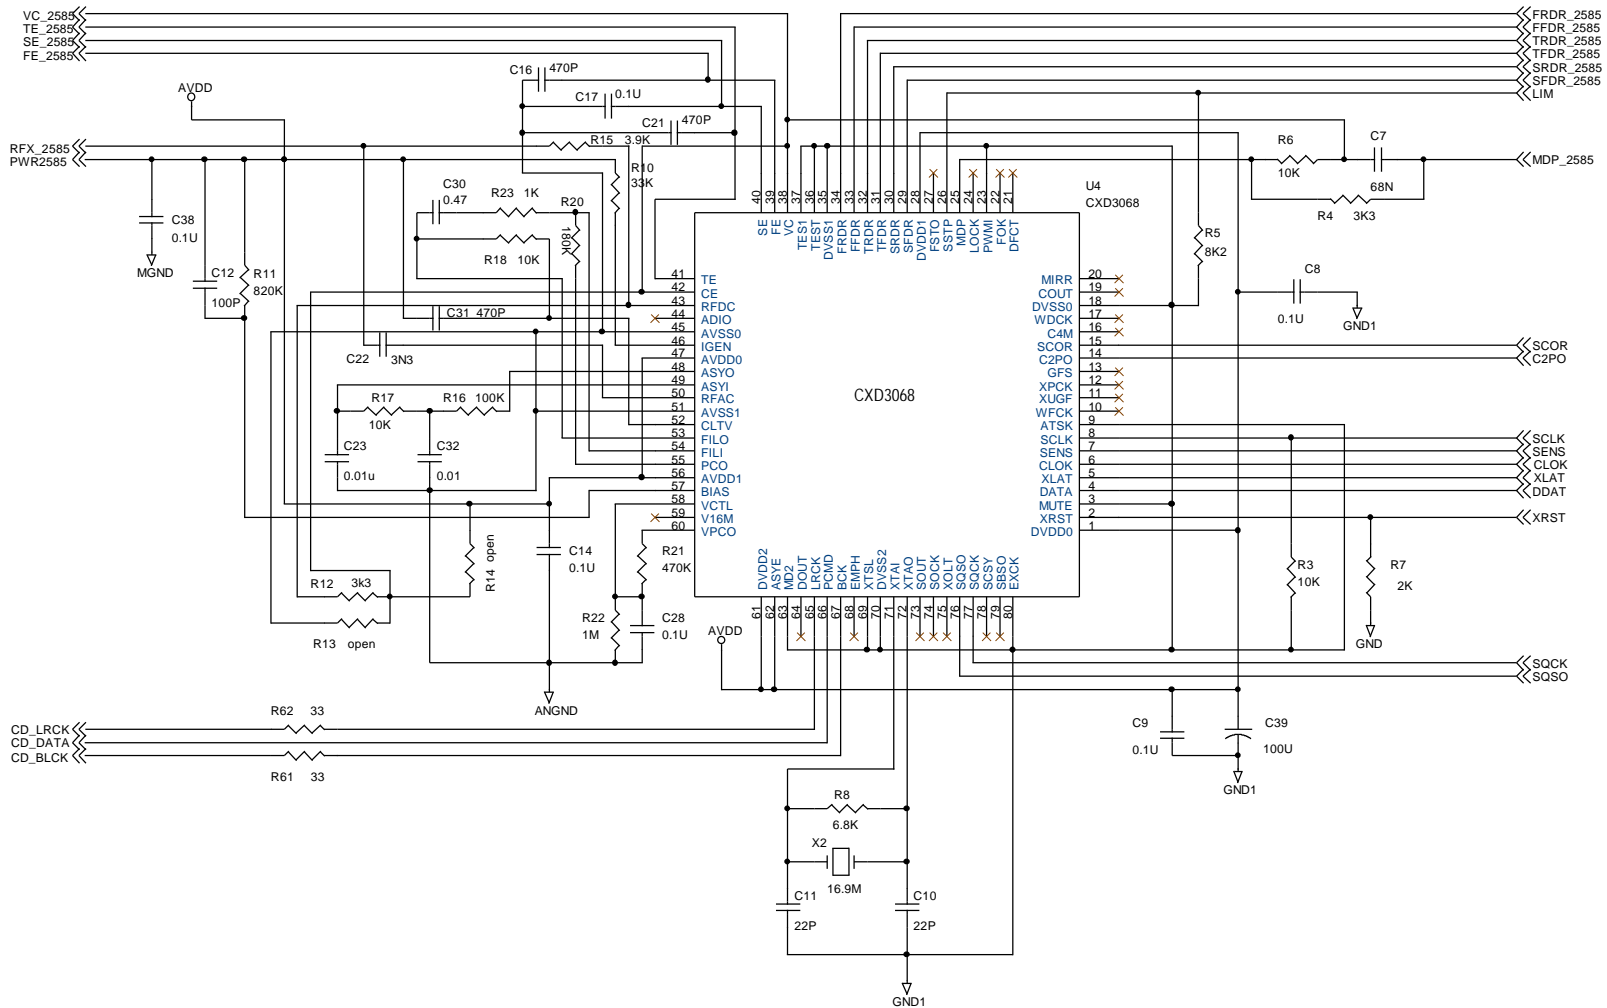 VC_2585
TE_2585
SE_2585
FE_2585
AVDD
RFX_2585
PWR2585
C16 470P
C17 0.1U
C21 470P
R15 3.9K
R10
33K
C30
0.47
R23 1K
R20
180K
R18 10K
C38
0.1U
MGND
C12
100P
R11
820K
C31 470P
C22 3N3
R17
10K
R16 100K
C23
0.01u
C32
0.01
R14 open
R12 3k3
R13 open
C14
0.1U
R21
470K
R22
1M
C28
0.1U
ANGND
AVDD
CD_LRCK
CD_DATA
CD_BLCK
R62 33
R61 33
FRDR_2585
FFDR_2585
TRDR_2585
TFDR_2585
SRDR_2585
SFDR_2585
LIM
R6
10K
C7
68N
R4 3K3
MDP_2585
U4
CXD3068
R5
8K2
C8
0.1U
GND1
40 SE
39 FE
38 VC
37 TES1
36 TEST
35 DVSS1
34 FRDR
33 FFDR
32 TRDR
31 TFDR
30 SRDR
29 SFDR
28 DVDD1
27 FSTO
26 SSTP
25 MDP
24 LOCK
23 PWMI
22 FOK
21 DFCT
41 TE
42 CE
43 RFDC
44 ADIO
45 AVSS0
46 IGEN
47 AVDD0
48 ASYO
49 ASYI
50 RFAC
51 AVSS1
52 CLTV
53 FILO
54 FILI
55 PCO
56 AVDD1
57 BIAS
58 VCTL
59 V16M
60 VPCO
CXD3068
MIRR 20
COUT 19
DVSS0 18
WDCK 17
C4M 16
SCOR 15
C2PO 14
GFS 13
XPCK 12
XUGF 11
WFCK 10
ATSK 9
SCLK 8
SENS 7
CLOK 6
XLAT 5
DATA 4
MUTE 3
XRST 2
DVDD0 1
61 DVDD2
62 ASYE
63 MD2
64 DOUT
65 LRCK
66 PCMD
67 BCK
68 EMPH
69 XTSL
70 DVSS2
71 XTAI
72 XTAO
73 SOUT
74 SOCK
75 XOLT
76 SQSO
77 SQCK
78 SCSY
79 SBSO
80 EXCK
SCOR
C2PO
SCLK
SENS
CLOK
XLAT
DDAT
XRST
R3
10K
R7
2K
GND
SQCK
SQSO
C9
0.1U
C39
100U
GND1
R8
6.8K
X2
16.9M
C11
22P
C10
22P
GND1